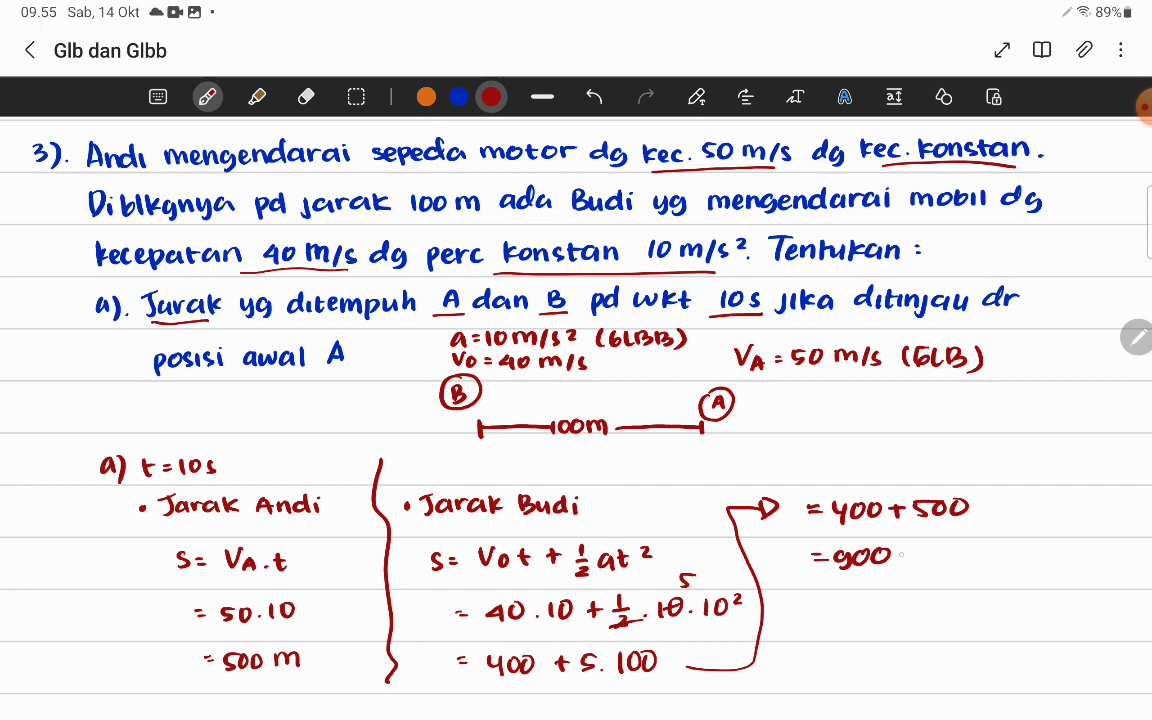 09.55 Sab, 14 Okt
89%
Glb dan Glbb
3). Andi mengendarai sepeda motor dg kec. 50 m/s dg kec. konstan.
Diblkgnya pd jarak 100 m ada Budi yg mengendarai mobil dg
kecepatan 40 m/s dg perc konstan 10 m/s². Tentukan :
a). Jarak yg ditempuh A dan B pd wkt 10s jika ditinjau dr
posisi awal A
a = 10 m/s² (GLBB)
Vo = 40 m/s
VA = 50 m/s (GLB)
B
A
100m
a) t = 10s
• Jarak Andi
s = VA . t
= 50 . 10
= 500 m
• Jarak Budi
s = Vot + 1/2 at²
5
= 40 . 10 + 1/2 . 10 . 10²
= 400 + 5 . 100
= 400 + 500
= 900